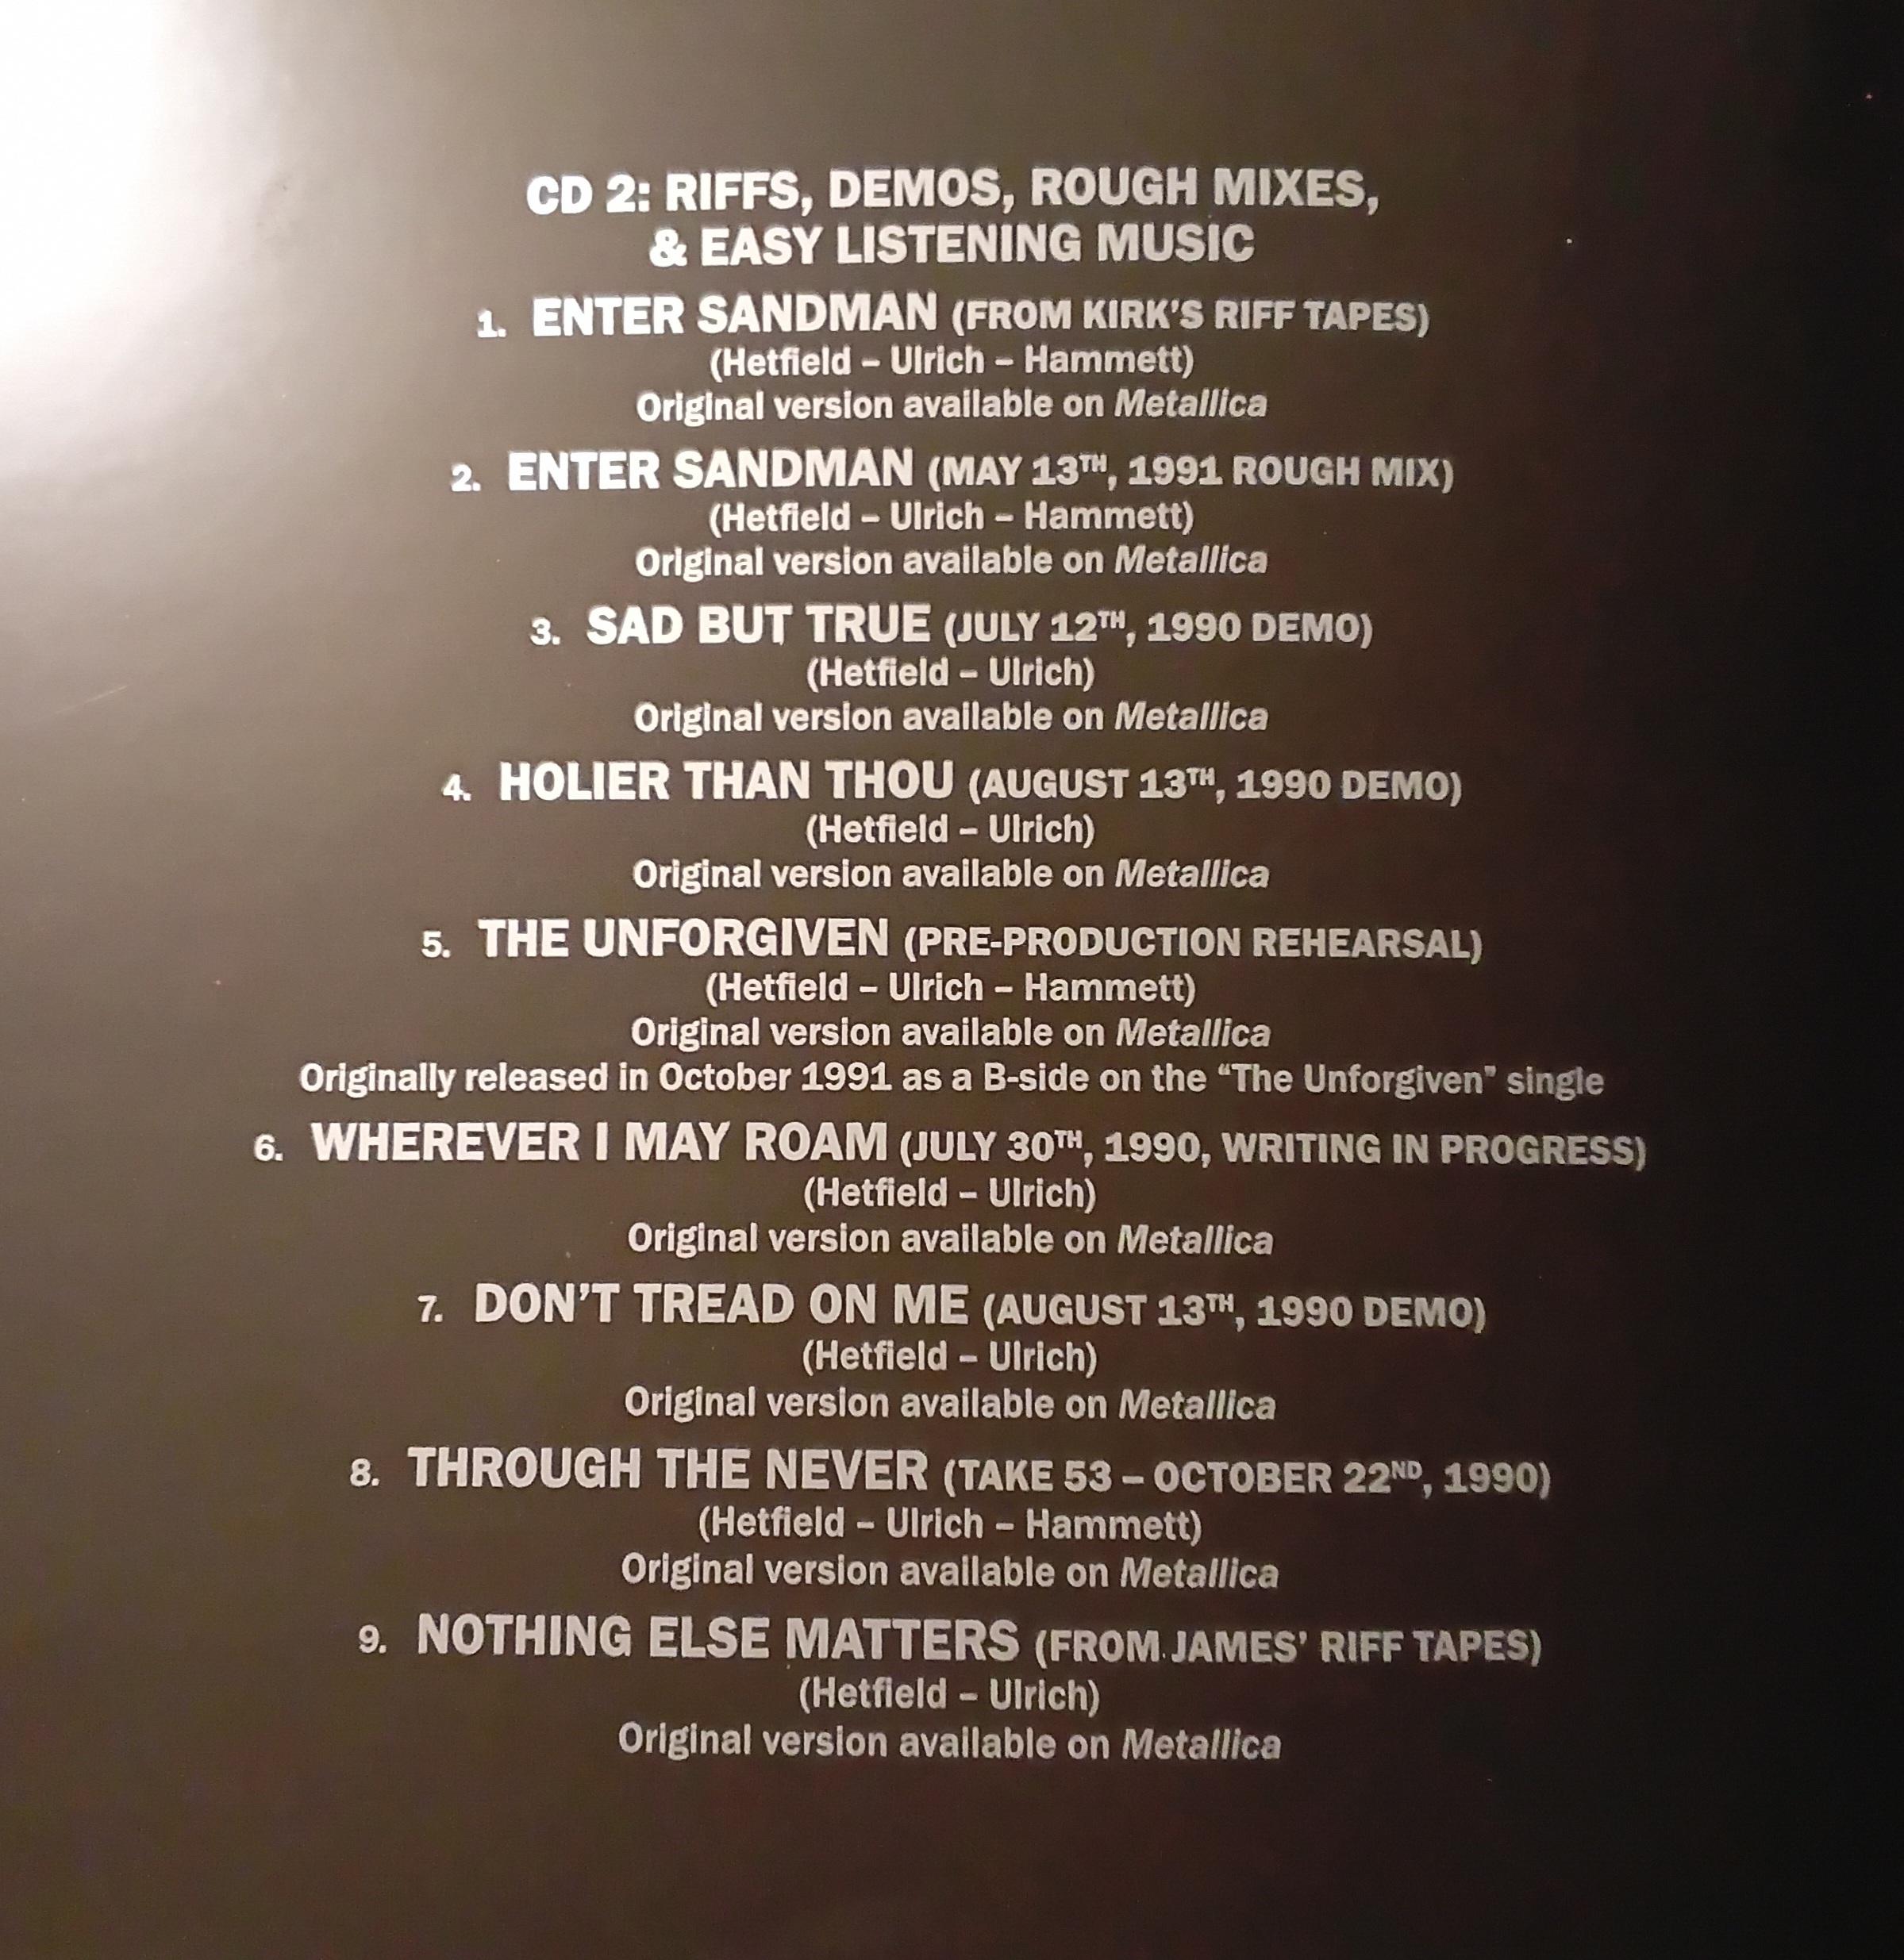 CD 2: RIFFS, DEMOS, ROUGH MIXES,
& EASY LISTENING MUSIC
1. ENTER SANDMAN (FROM KIRK'S RIFF TAPES)
(Hetfield – Ulrich – Hammett)
Original version available on Metallica
2. ENTER SANDMAN (MAY 13TH, 1991 ROUGH MIX)
(Hetfield – Ulrich – Hammett)
Original version available on Metallica
3. SAD BUT TRUE (JULY 12TH, 1990 DEMO)
(Hetfield – Ulrich)
Original version available on Metallica
4. HOLIER THAN THOU (AUGUST 13TH, 1990 DEMO)
(Hetfield – Ulrich)
Original version available on Metallica
5. THE UNFORGIVEN (PRE-PRODUCTION REHEARSAL)
(Hetfield – Ulrich – Hammett)
Original version available on Metallica
Originally released in October 1991 as a B-side on the “The Unforgiven” single
6. WHEREVER I MAY ROAM (JULY 30TH, 1990, WRITING IN PROGRESS)
(Hetfield – Ulrich)
Original version available on Metallica
7. DON'T TREAD ON ME (AUGUST 13TH, 1990 DEMO)
(Hetfield – Ulrich)
Original version available on Metallica
8. THROUGH THE NEVER (TAKE 53 – OCTOBER 22ND, 1990)
(Hetfield – Ulrich – Hammett)
Original version available on Metallica
9. NOTHING ELSE MATTERS (FROM JAMES' RIFF TAPES)
(Hetfield – Ulrich)
Original version available on Metallica